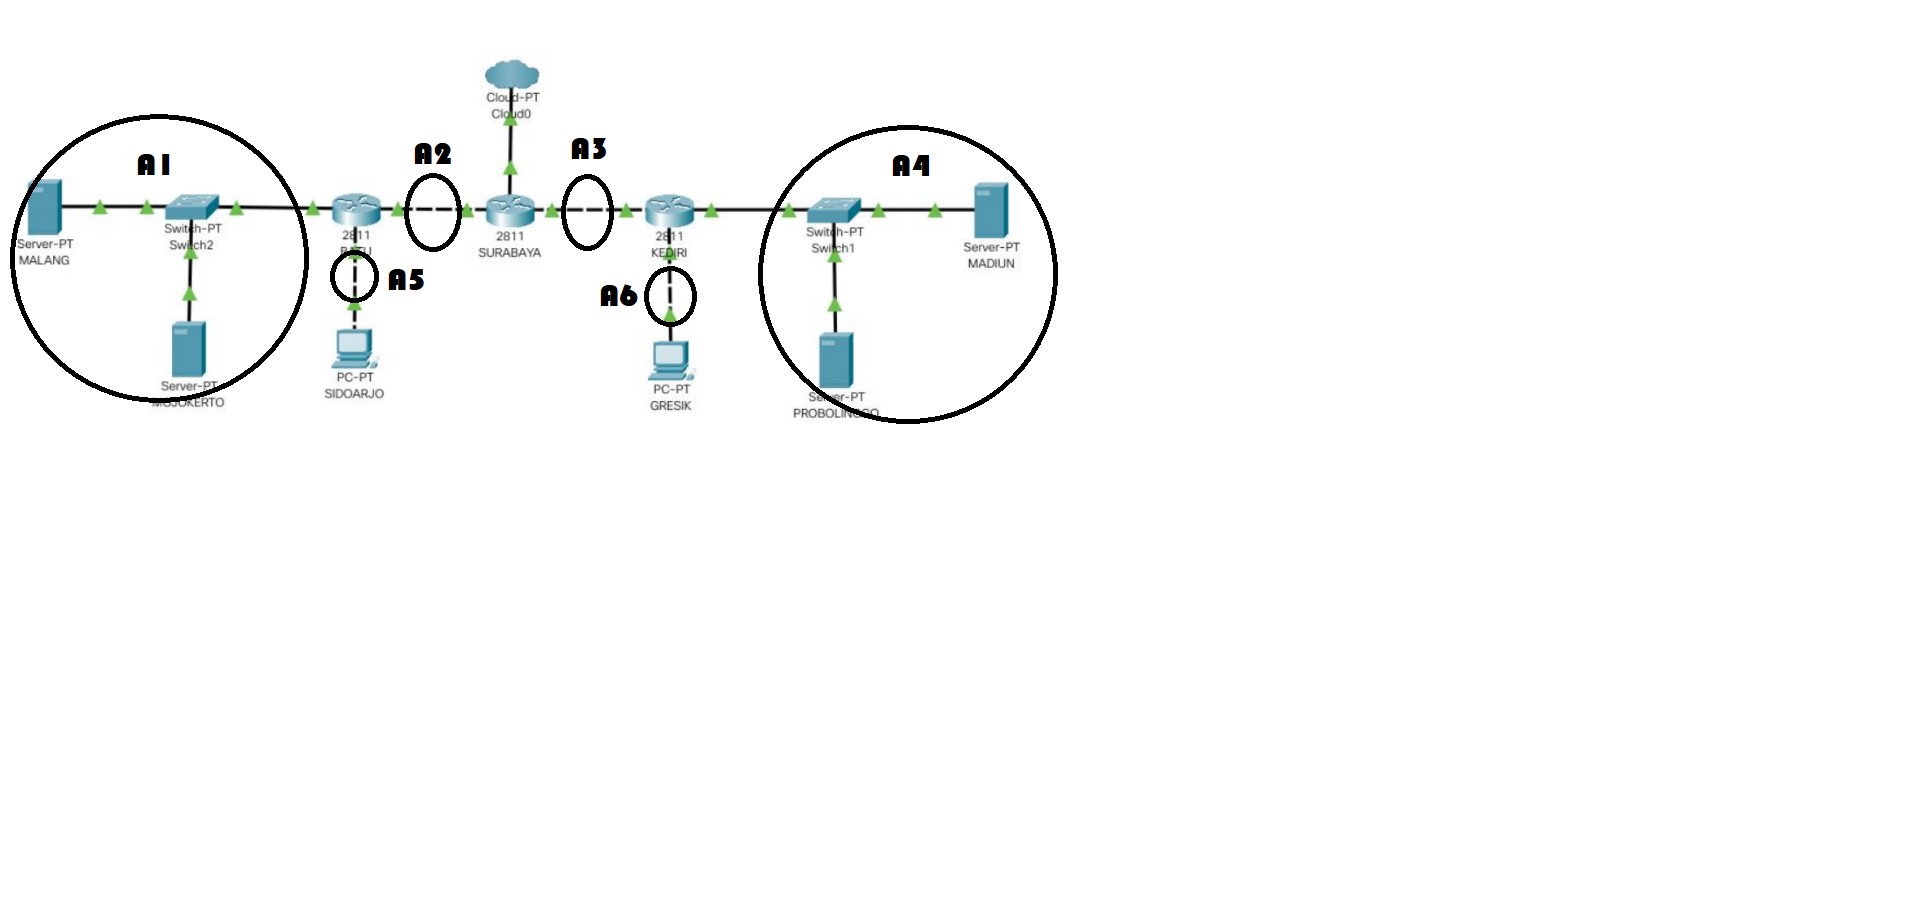 Cloud-PT
Cloud0
A1
A2
A3
A4
Server-PT
MALANG
Switch-PT
Switch2
2811
BATU
2811
SURABAYA
2811
KEDIRI
Switch-PT
Switch1
Server-PT
MADIUN
A5
A6
Server-PT
MOJOKERTO
PC-PT
SIDOARJO
PC-PT
GRESIK
Server-PT
PROBOLINGGO